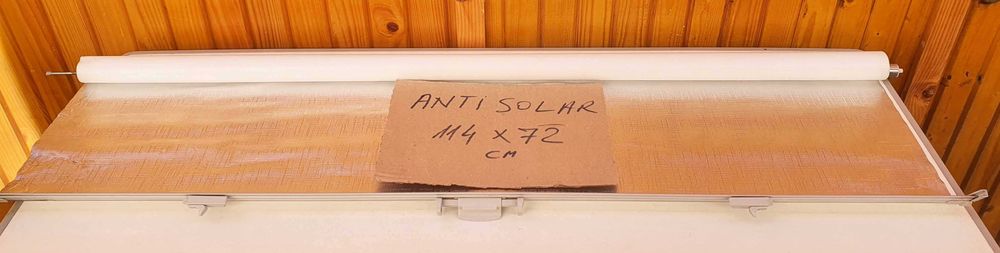 ANTI SOLAR
114 x 72
CM